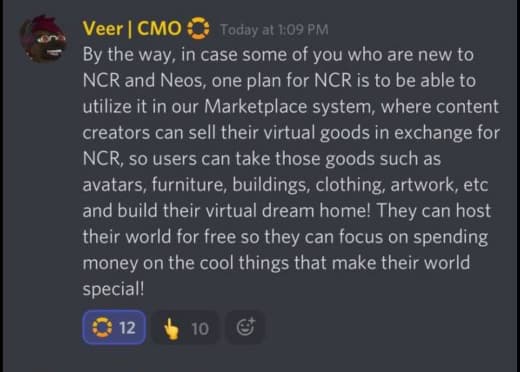 Veer | CMO Today at 1:09 PM
By the way, in case some of you who are new to
NCR and Neos, one plan for NCR is to be able to
utilize it in our Marketplace system, where content
creators can sell their virtual goods in exchange for
NCR, so users can take those goods such as
avatars, furniture, buildings, clothing, artwork, etc
and build their virtual dream home! They can host
their world for free so they can focus on spending
money on the cool things that make their world
special!
12 10